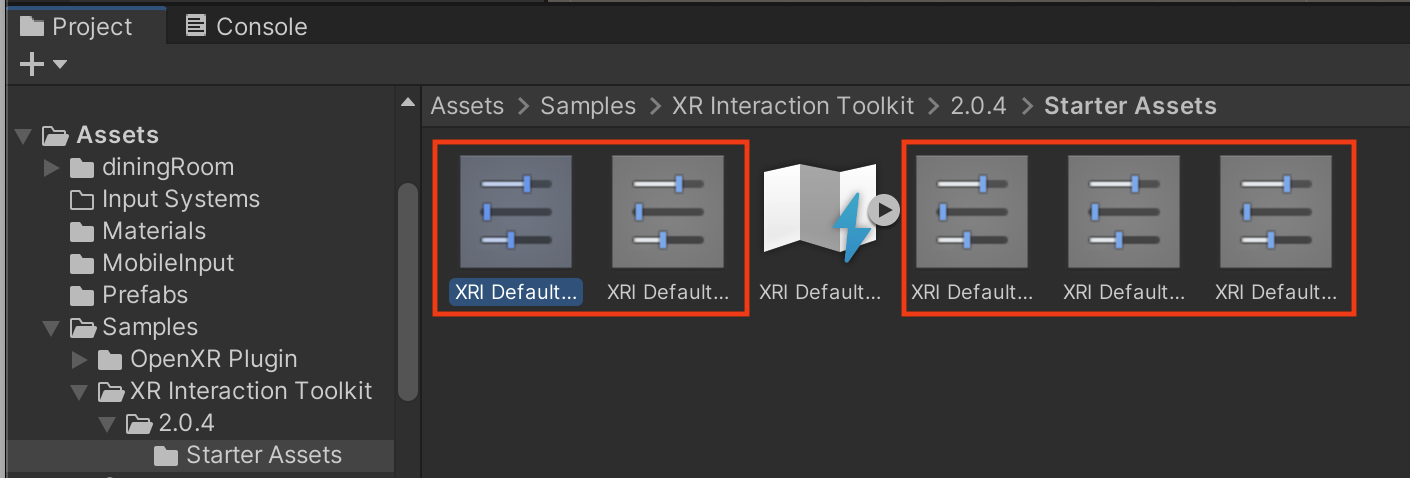 Project
Console
Assets > Samples > XR Interaction Toolkit > 2.0.4 > Starter Assets
Assets
diningRoom
Input Systems
Materials
MobileInput
Prefabs
Samples
OpenXR Plugin
XR Interaction Toolkit
2.0.4
Starter Assets
XRI Default...
XRI Default...
XRI Default...
XRI Default...
XRI Default...
XRI Default...